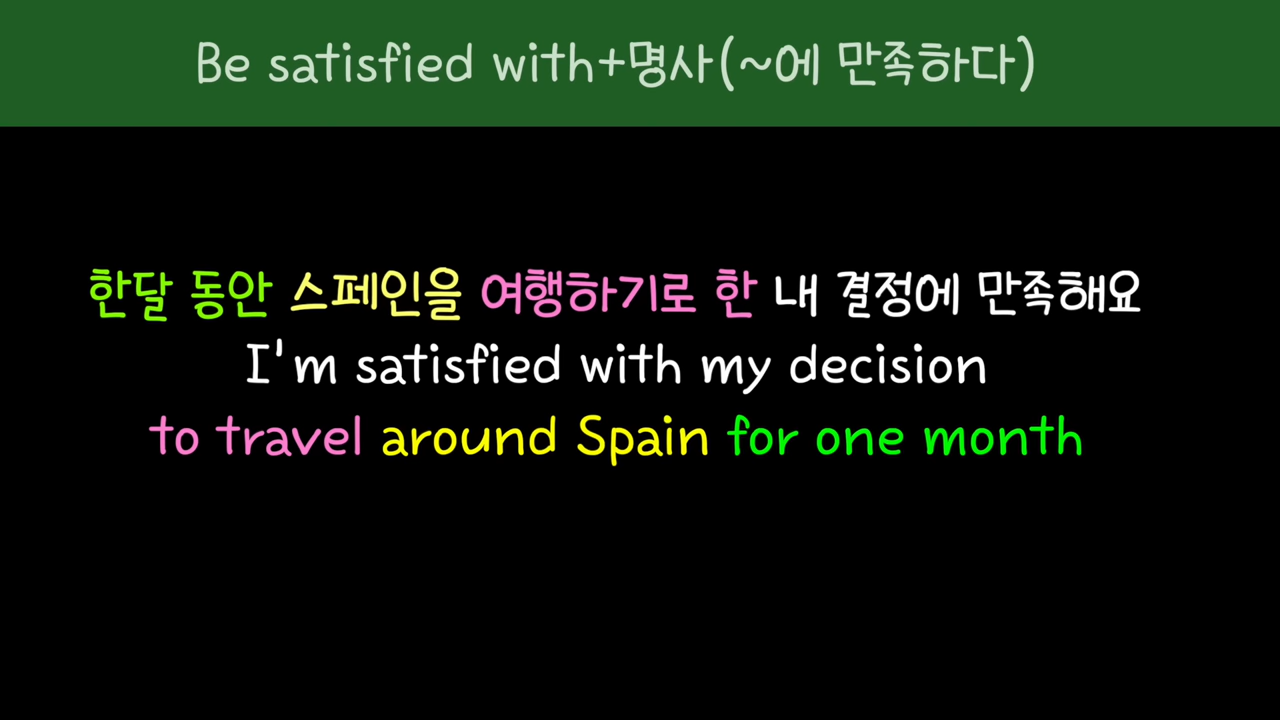 Be satisfied with+명사(~에 만족하다)
한달 동안 스페인을 여행하기로 한 내 결정에 만족해요
I'm satisfied with my decision
to travel around Spain for one month